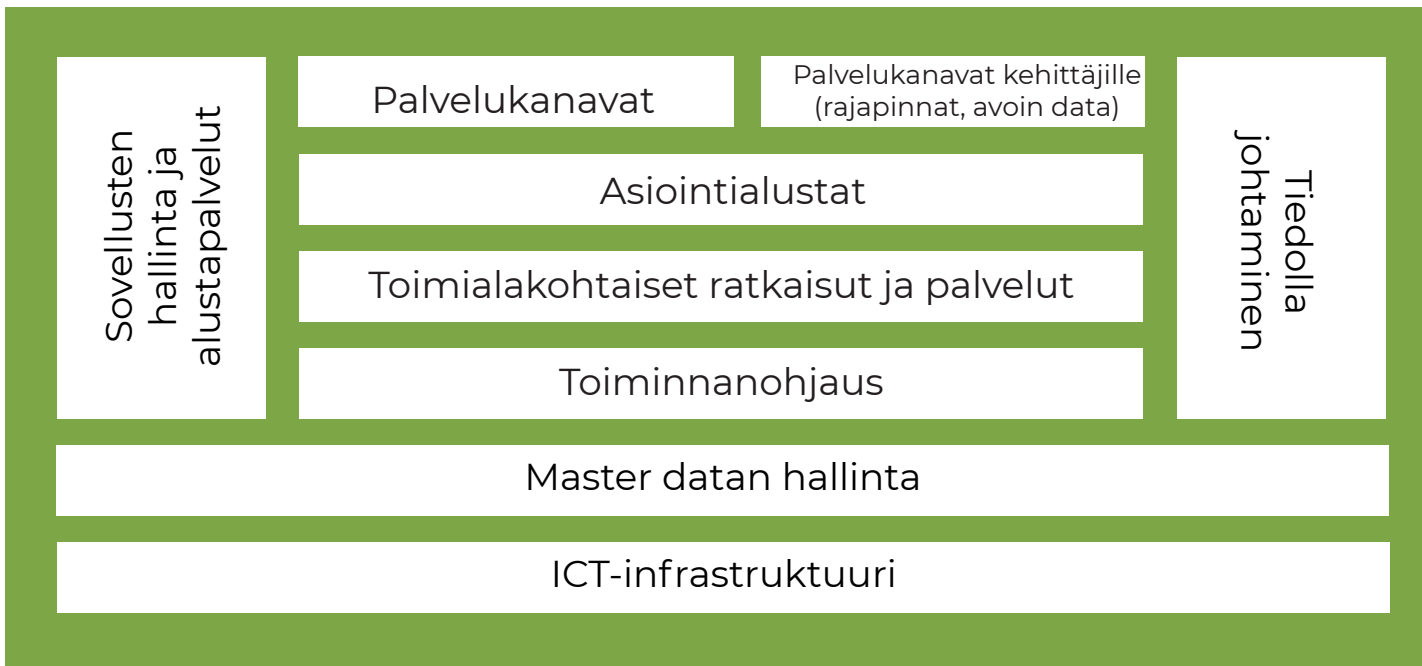 Sovellusten
hallinta ja
alustapalvelut
Palvelukanavat
Palvelukanavat kehittäjille
(rajapinnat, avoin data)
Asiointialustat
Toimialakohtaiset ratkaisut ja palvelut
Toiminnanohjaus
Tiedolla
johtaminen
Master datan hallinta
ICT-infrastruktuuri